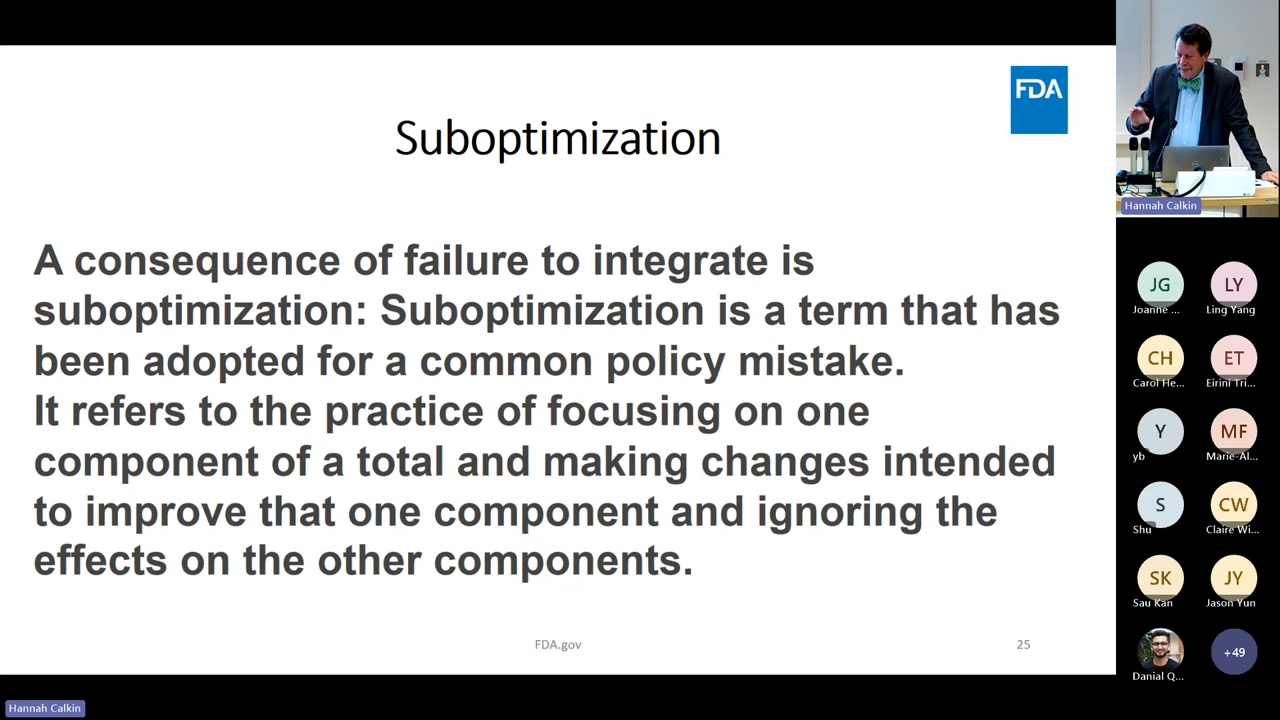 FDA
Suboptimization
A consequence of failure to integrate is
suboptimization: Suboptimization is a term that has
been adopted for a common policy mistake.
It refers to the practice of focusing on one
component of a total and making changes intended
to improve that one component and ignoring the
effects on the other components.
FDA.gov
25
Hannah Calkin
Hannah Calkin
JG
LY
Joanne ...
Ling Yang
CH
ET
Carol He...
Eirini Tri...
Y
MF
yb
Marie-Al...
S
CW
Shu
Claire Wi...
SK
JY
Sau Kan
Jason Yun
+49
Danial Q...